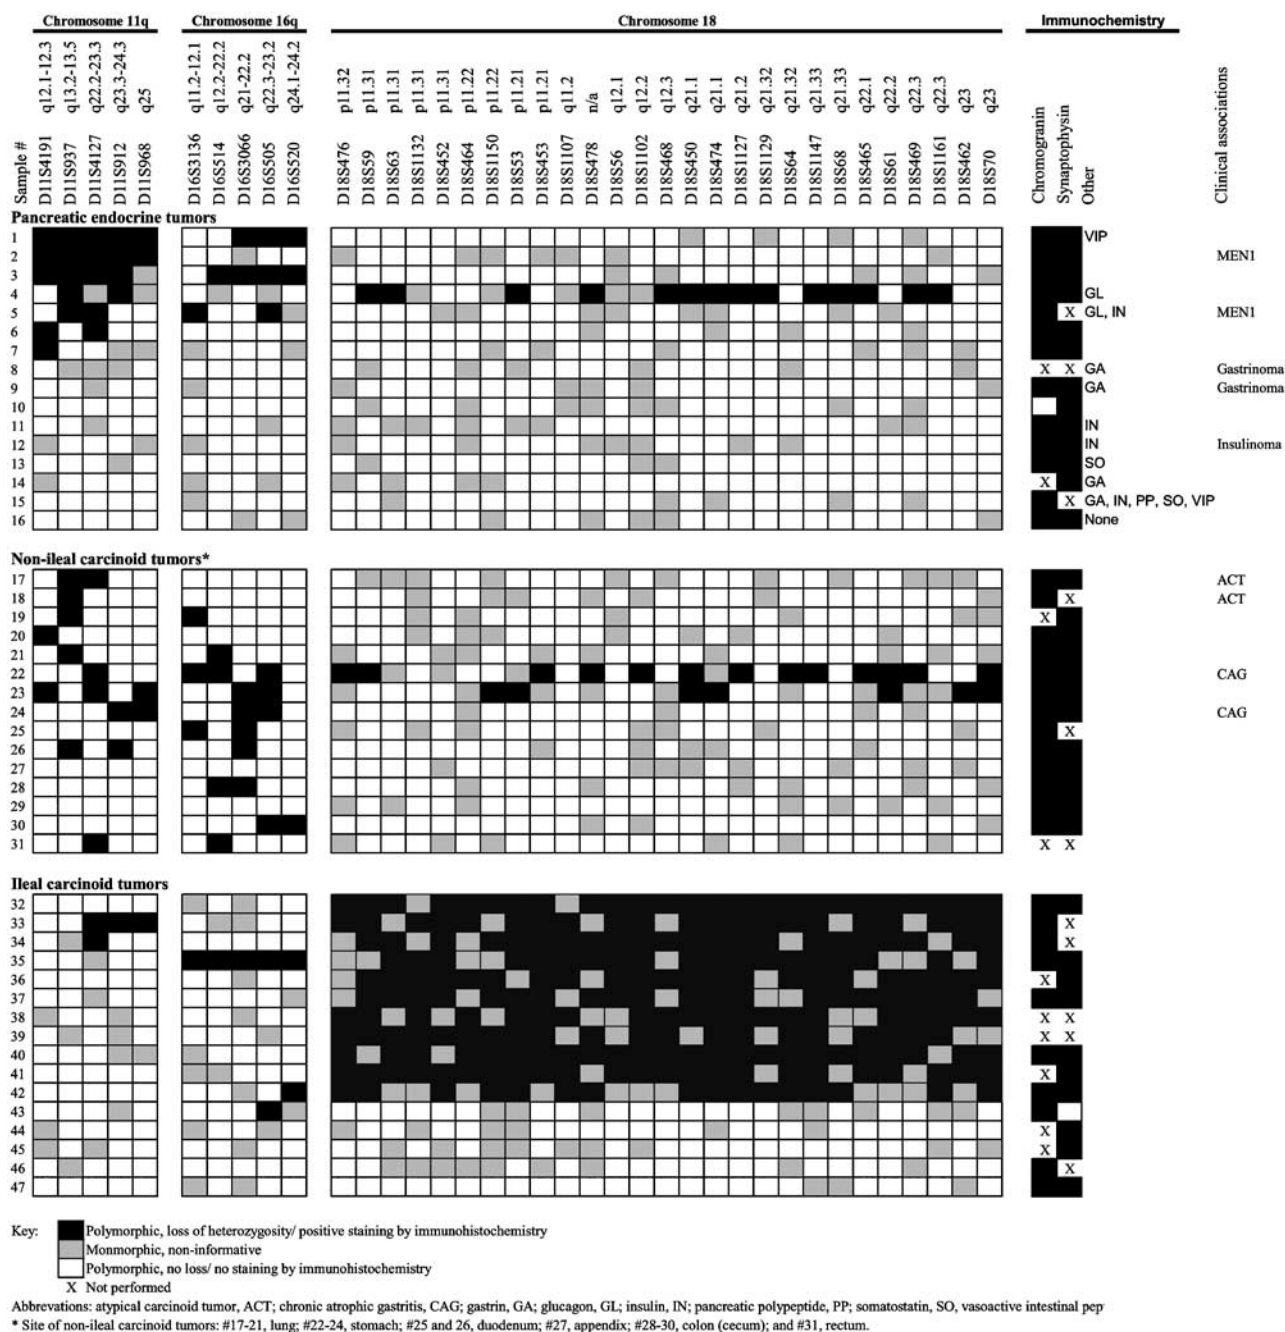 Chromosome 11q Chromosome 16q Chromosome 18 Immunochemistry
q12.1-12.3 q13.2-13.5 q22.2-23.3 q23.3-24.3 q25 q11.2-12.1 q12.2-22.2 q21-22.2 q22.3-23.2 q24.1-24.2 p11.32 p11.31 p11.31 p11.31 p11.31 p11.22 p11.22 p11.21 p11.21 q11.2 n/a q12.1 q12.2 q12.3 q21.1 q21.1 q21.2 q21.32 q21.32 q21.33 q21.33 q22.1 q22.2 q22.3 q22.3 q23 q23
Sample # D11S4191 D11S937 D11S4127 D11S912 D11S968 D16S3136 D16S514 D16S3066 D16S505 D16S520 D18S476 D18S59 D18S63 D18S1132 D18S452 D18S464 D18S1150 D18S53 D18S453 D18S1107 D18S478 D18S56 D18S1102 D18S468 D18S450 D18S474 D18S1127 D18S1129 D18S64 D18S1147 D18S68 D18S465 D18S61 D18S469 D18S1161 D18S462 D18S70 Chromogranin Synaptophysin Other Clinical associations
Pancreatic endocrine tumors
1 VIP
2 MEN1
3
4 GL
5 X GL, IN MEN1
6
7
8 X X GA Gastrinoma
9 GA Gastrinoma
10
11 IN
12 IN Insulinoma
13 SO
14 X GA
15 X GA, IN, PP, SO, VIP
16 None
Non-ileal carcinoid tumors*
17 ACT
18 X ACT
19 X
20
21
22 CAG
23
24 CAG
25 X
26
27
28
29
30
31 X X
Ileal carcinoid tumors
32
33 X
34 X
35
36 X
37
38 X X
39 X X
40
41 X
42
43
44 X
45 X
46 X
47
Key: Polymorphic, loss of heterozygosity/ positive staining by immunohistochemistry
Monmorphic, non-informative
Polymorphic, no loss/ no staining by immunohistochemistry
X Not performed
Abbrevations: atypical carcinoid tumor, ACT; chronic atrophic gastritis, CAG; gastrin, GA; glucagon, GL; insulin, IN; pancreatic polypeptide, PP; somatostatin, SO, vasoactive intestinal pep
* Site of non-ileal carcinoid tumors: #17-21, lung; #22-24, stomach; #25 and 26, duodenum; #27, appendix; #28-30, colon (cecum); and #31, rectum.